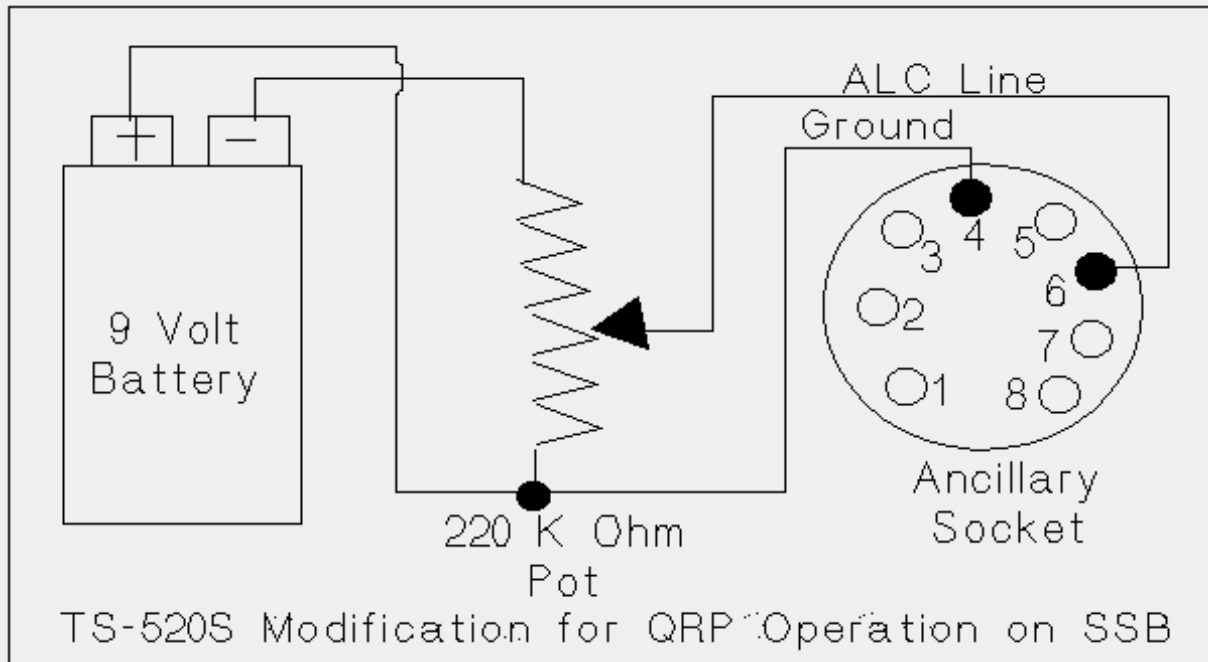 + −
ALC Line
Ground
9 Volt
Battery
3
4
5
2
6
1
7
8
Ancillary
Socket
220 K Ohm
Pot
TS-520S Modification for QRP Operation on SSB